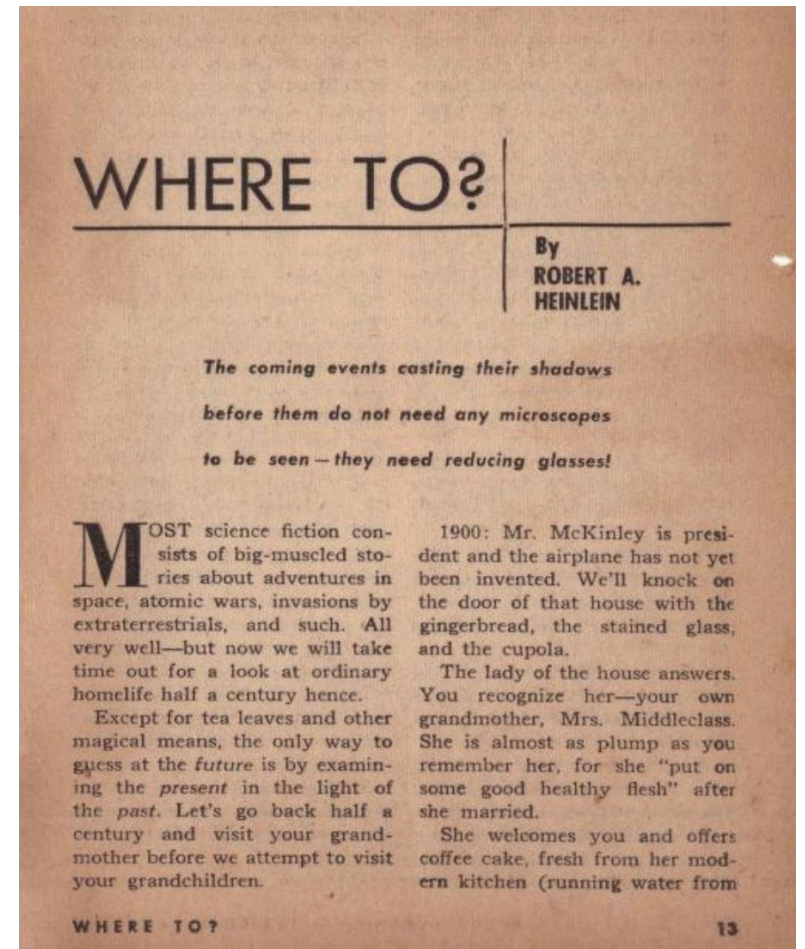 WHERE TO?
By
ROBERT A.
HEINLEIN
The coming events casting their shadows
before them do not need any microscopes
to be seen — they need reducing glasses!
MOST science fiction con-
sists of big-muscled sto-
ries about adventures in
space, atomic wars, invasions by
extraterrestrials, and such. All
very well—but now we will take
time out for a look at ordinary
homelife half a century hence.
Except for tea leaves and other
magical means, the only way to
guess at the future is by examin-
ing the present in the light of
the past. Let's go back half a
century and visit your grand-
mother before we attempt to visit
your grandchildren.
1900: Mr. McKinley is presi-
dent and the airplane has not yet
been invented. We'll knock on
the door of that house with the
gingerbread, the stained glass,
and the cupola.
The lady of the house answers.
You recognize her—your own
grandmother, Mrs. Middleclass.
She is almost as plump as you
remember her, for she "put on
some good healthy flesh" after
she married.
She welcomes you and offers
coffee cake, fresh from her mod-
ern kitchen (running water from
WHERE TO? 13